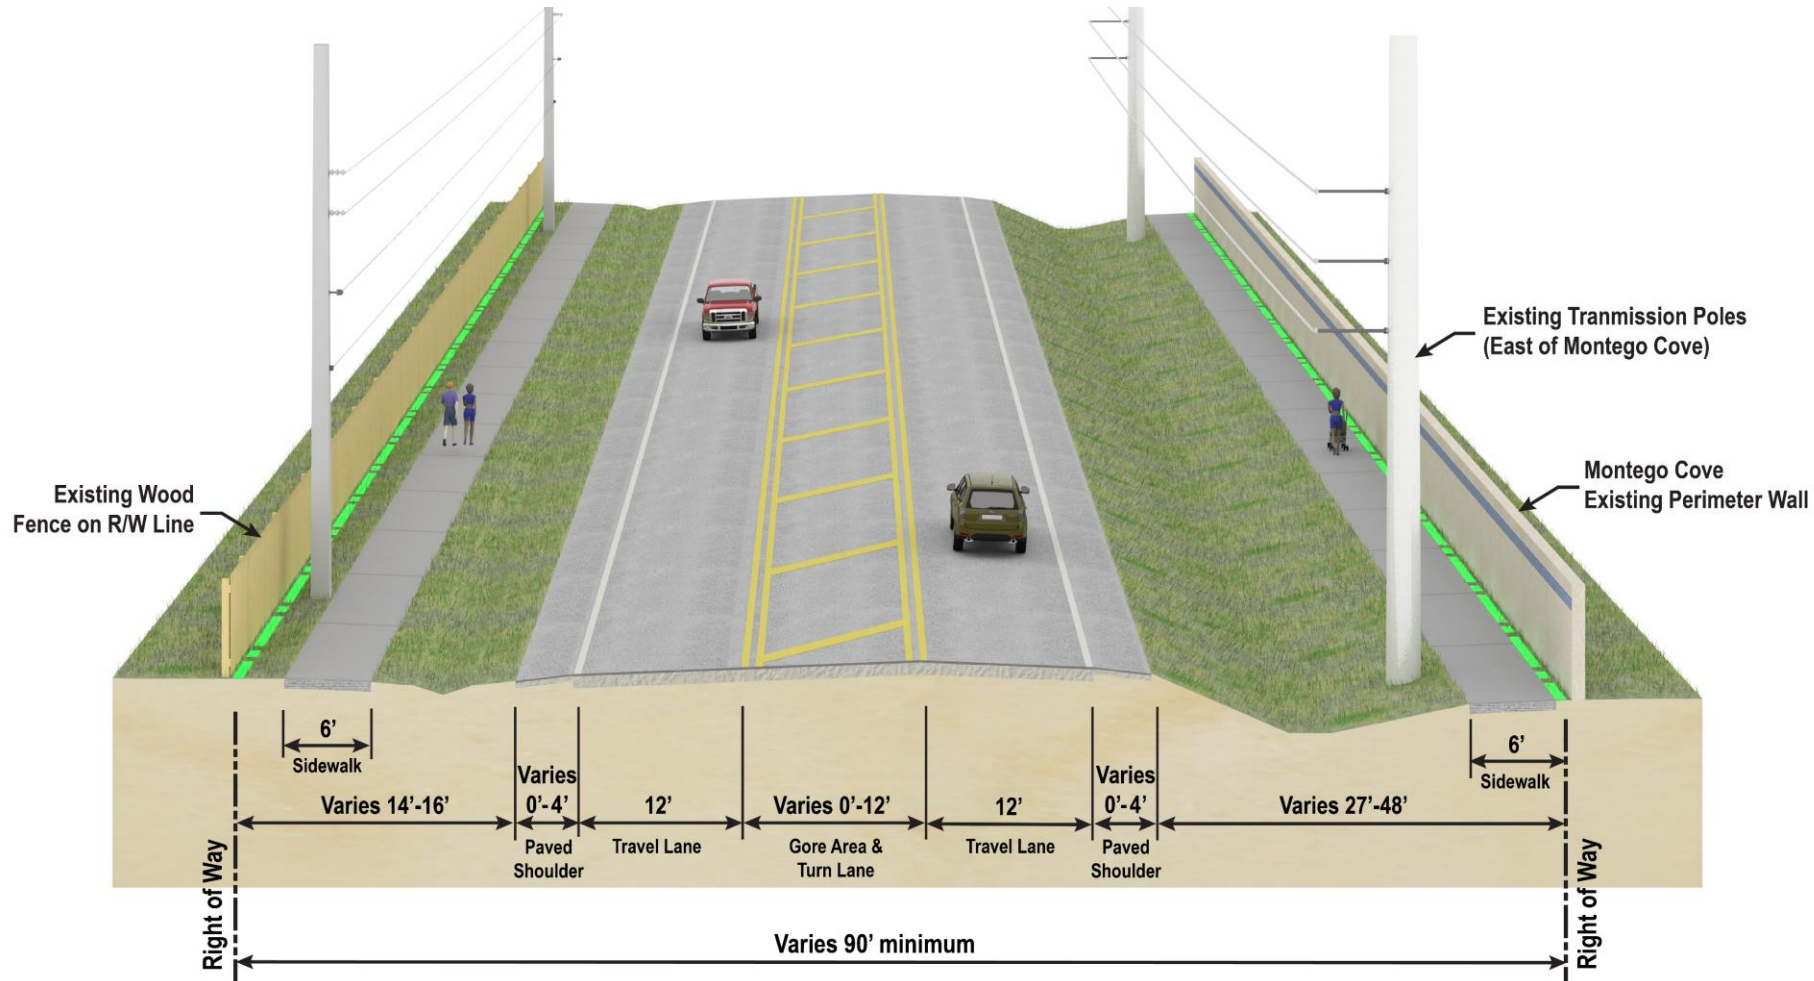 Existing Tranmission Poles
(East of Montego Cove)
Existing Wood
Fence on R/W Line
Montego Cove
Existing Perimeter Wall
6’
Sidewalk
6’
Sidewalk
Varies 14’-16’
Varies
0’-4’
Paved
Shoulder
12’
Travel Lane
Varies 0’-12’
Gore Area &
Turn Lane
12’
Travel Lane
Varies
0’-4’
Paved
Shoulder
Varies 27’-48’
Right of Way
Right of Way
Varies 90’ minimum